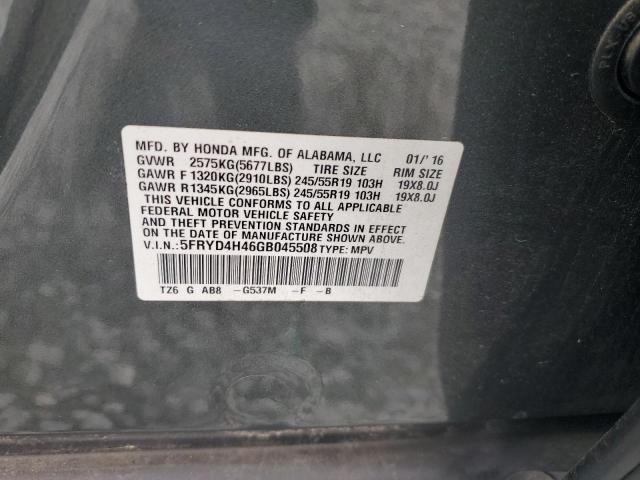 MFD. BY HONDA MFG. OF ALABAMA, LLC 01/'16
GVWR 2575KG(5677LBS) TIRE SIZE RIM SIZE
GAWR F 1320KG(2910LBS) 245/55R19 103H 19X8.0J
GAWR R 1345KG(2965LBS) 245/55R19 103H 19X8.0J
THIS VEHICLE CONFORMS TO ALL APPLICABLE
FEDERAL MOTOR VEHICLE SAFETY
AND THEFT PREVENTION STANDARDS IN EFFECT
ON THE DATE OF MANUFACTURE SHOWN ABOVE.
V.I.N.:5FRYD4H46GB045508 TYPE: MPV
TZ6 G AB8 -G537M -F -B